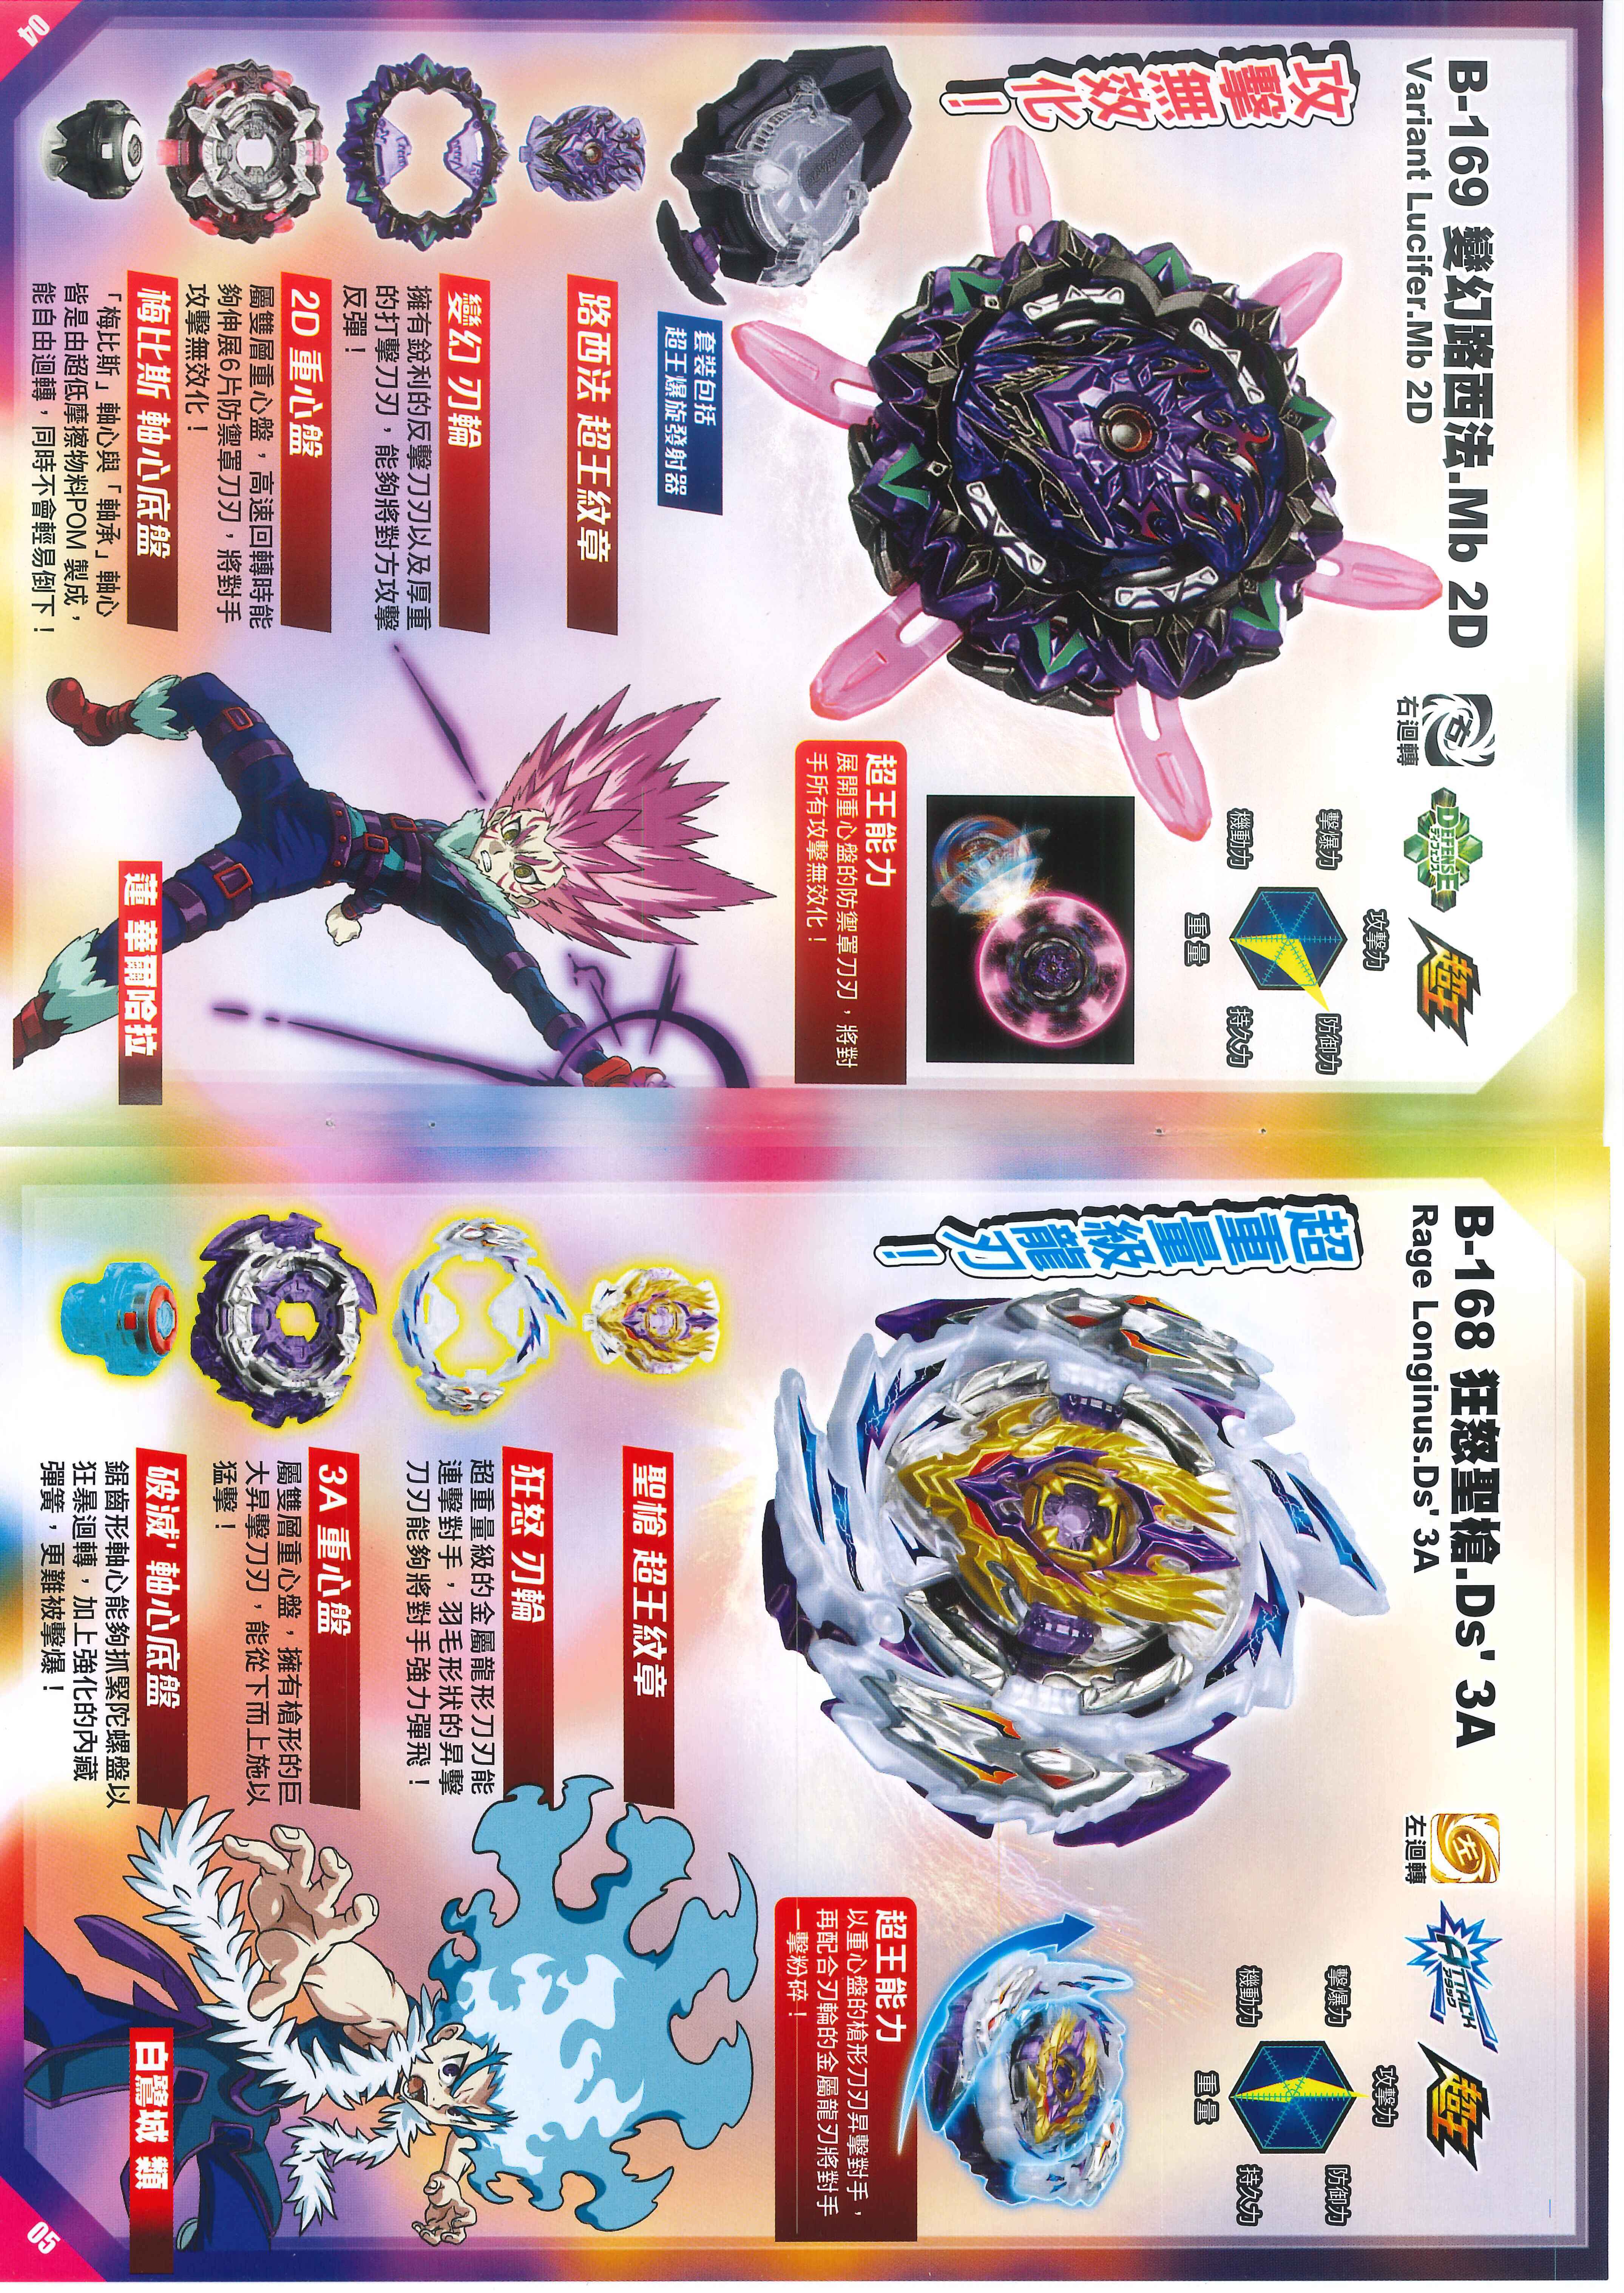 B-169 變幻路西法.Mb 2D
Variant Lucifer.Mb 2D
右
右迴轉
DEFENSE
ディフェンス
超王
攻擊力
防御力
持久力
重量
機動力
擊爆力
攻擊無效化！
超王能力
展開重心盤的防禦罩刀刃，將對
手所有攻擊無效化！
套裝包括
超王爆旋發射器
路西法 超王紋章
變幻 刃輪
擁有銳利的反擊刀刃以及厚重
的打擊刀刃，能夠將對方攻擊
反彈！
2D 重心盤
屬雙層重心盤，高速回轉時能
夠伸展6片防禦罩刀刃，將對手
攻擊無效化！
梅比斯 軸心底盤
「梅比斯」軸心與「軸承」軸心
皆是由超低摩擦物料POM 製成，
能自由迴轉，同時不會輕易倒下！
蓮 華爾哈拉
04
B-168 狂怒聖槍.Ds' 3A
Rage Longinus.Ds' 3A
左
左迴轉
ATTACK
アタック
超王
攻擊力
防御力
持久力
重量
機動力
擊爆力
超重量級龍刃！
超王能力
以重心盤的槍形刀刃昇擊對手，
再配合刃輪的金屬龍刃將對手
一擊粉碎！
聖槍 超王紋章
狂怒 刃輪
超重量級的金屬龍形刀刃能
連擊對手，羽毛形狀的昇擊
刀刃能夠將對手強力彈飛！
3A 重心盤
屬雙層重心盤，擁有槍形的巨
大昇擊刀刃，能從下而上施以
猛擊！
破滅' 軸心底盤
鋸齒形軸心能夠抓緊陀螺盤以
狂暴迴轉，加上強化的內藏
彈簧，更難被擊爆！
白鷺城 類
05